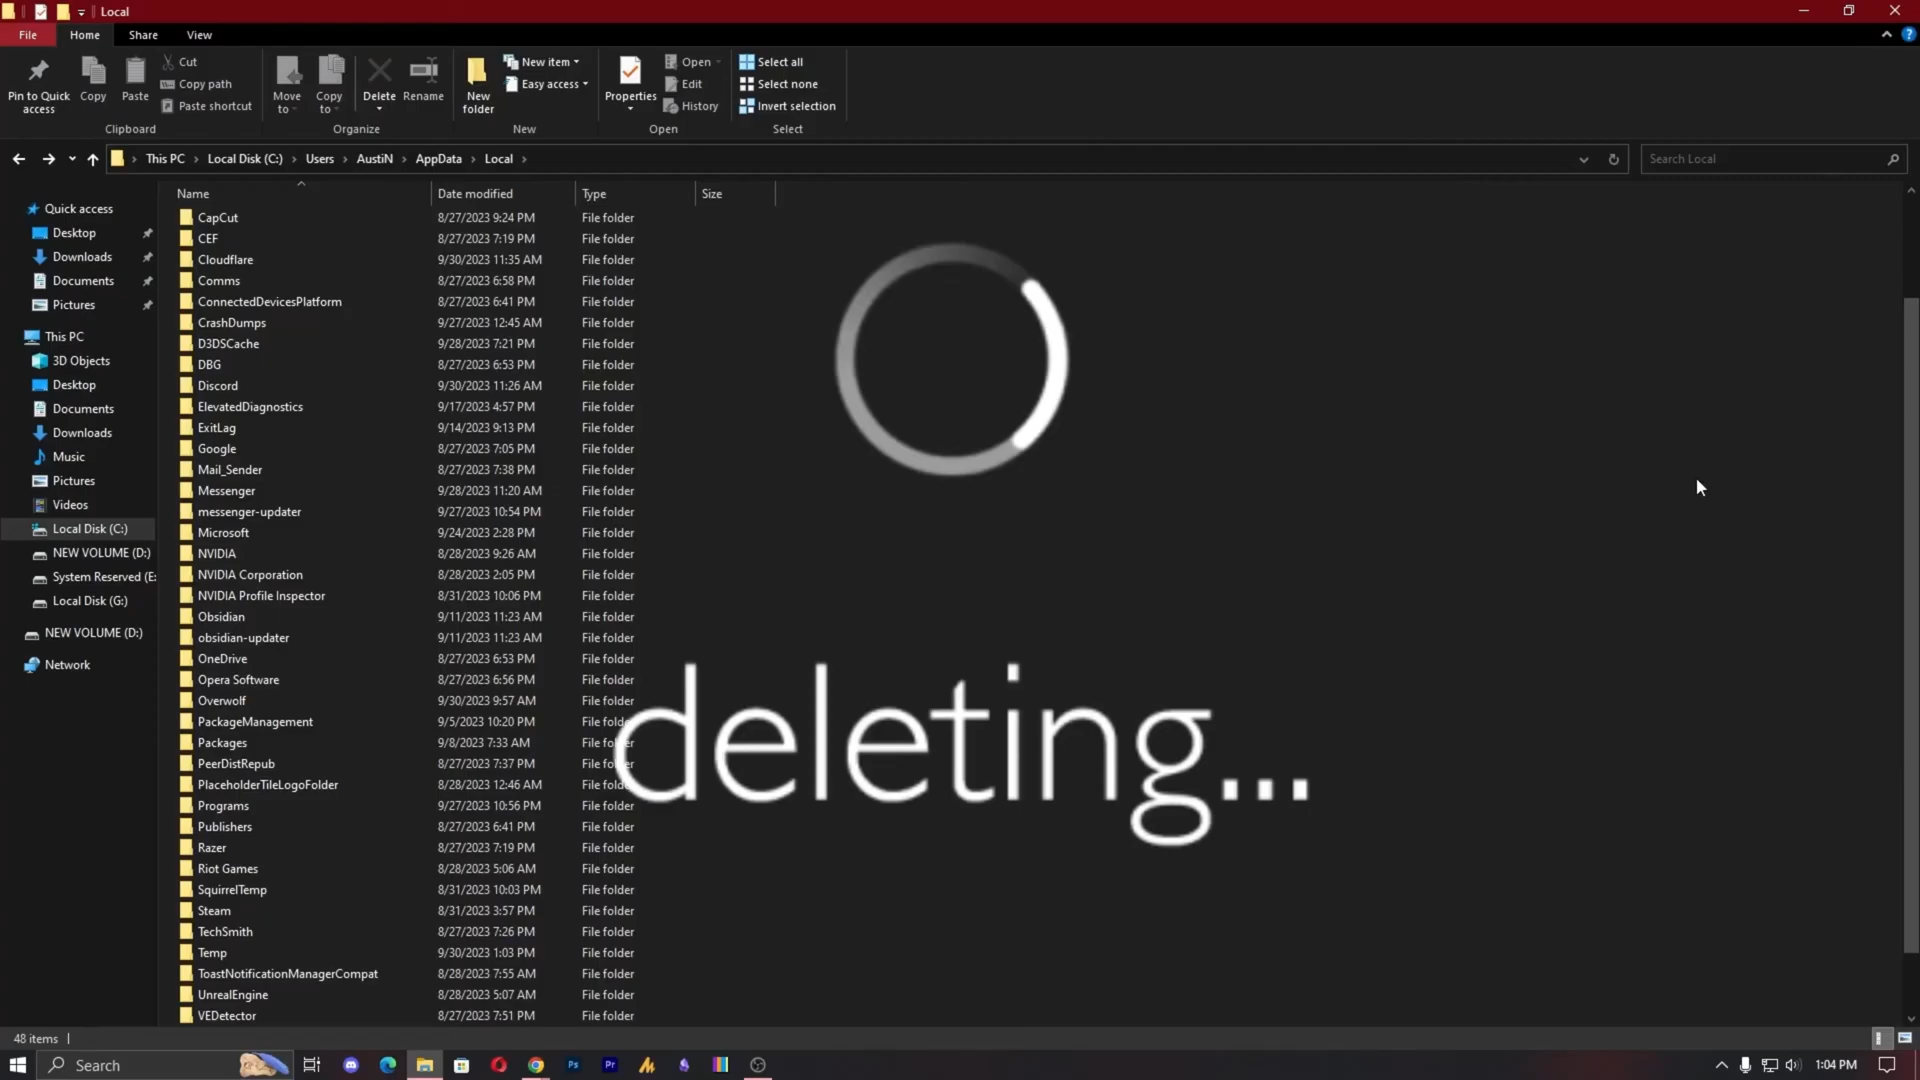 Local
File Home Share View
Pin to Quick access
Copy
Paste
Cut
Copy path
Paste shortcut
Clipboard
Move to
Copy to
Delete
Rename
Organize
New folder
New item
Easy access
New
Properties
Open
Edit
History
Open
Select all
Select none
Invert selection
Select
This PC › Local Disk (C:) › Users › AustiN › AppData › Local ›
Search Local
Quick access
Desktop
Downloads
Documents
Pictures
This PC
3D Objects
Desktop
Documents
Downloads
Music
Pictures
Videos
Local Disk (C:)
NEW VOLUME (D:)
System Reserved (E:
Local Disk (G:)
NEW VOLUME (D:)
Network
Name Date modified Type Size
CapCut 8/27/2023 9:24 PM File folder
CEF 8/27/2023 7:19 PM File folder
Cloudflare 9/30/2023 11:35 AM File folder
Comms 8/27/2023 6:58 PM File folder
ConnectedDevicesPlatform 8/27/2023 6:41 PM File folder
CrashDumps 9/27/2023 12:45 AM File folder
D3DSCache 9/28/2023 7:21 PM File folder
DBG 8/27/2023 6:53 PM File folder
Discord 9/30/2023 11:26 AM File folder
ElevatedDiagnostics 9/17/2023 4:57 PM File folder
ExitLag 9/14/2023 9:13 PM File folder
Google 8/27/2023 7:05 PM File folder
Mail_Sender 8/27/2023 7:38 PM File folder
Messenger 9/28/2023 11:20 AM File folder
messenger-updater 9/27/2023 10:54 PM File folder
Microsoft 9/24/2023 2:28 PM File folder
NVIDIA 8/28/2023 9:26 AM File folder
NVIDIA Corporation 8/28/2023 2:05 PM File folder
NVIDIA Profile Inspector 8/31/2023 10:06 PM File folder
Obsidian 9/11/2023 11:23 AM File folder
obsidian-updater 9/11/2023 11:23 AM File folder
OneDrive 8/27/2023 6:53 PM File folder
Opera Software 8/27/2023 6:56 PM File folder
Overwolf 9/30/2023 9:57 AM File folder
PackageManagement 9/5/2023 10:20 PM File folder
Packages 9/8/2023 7:33 AM File folder
PeerDistRepub 8/27/2023 7:37 PM File folder
PlaceholderTileLogoFolder 8/28/2023 12:46 AM File folder
Programs 9/27/2023 10:56 PM File folder
Publishers 8/27/2023 6:41 PM File folder
Razer 8/27/2023 7:19 PM File folder
Riot Games 8/28/2023 5:06 AM File folder
SquirrelTemp 8/31/2023 10:03 PM File folder
Steam 8/31/2023 3:57 PM File folder
TechSmith 8/27/2023 7:26 PM File folder
Temp 9/30/2023 1:03 PM File folder
ToastNotificationManagerCompat 8/28/2023 7:55 AM File folder
UnrealEngine 8/28/2023 5:07 AM File folder
VEDetector 8/27/2023 7:51 PM File folder
deleting...
48 items
Search
Ps
Pr
1:04 PM